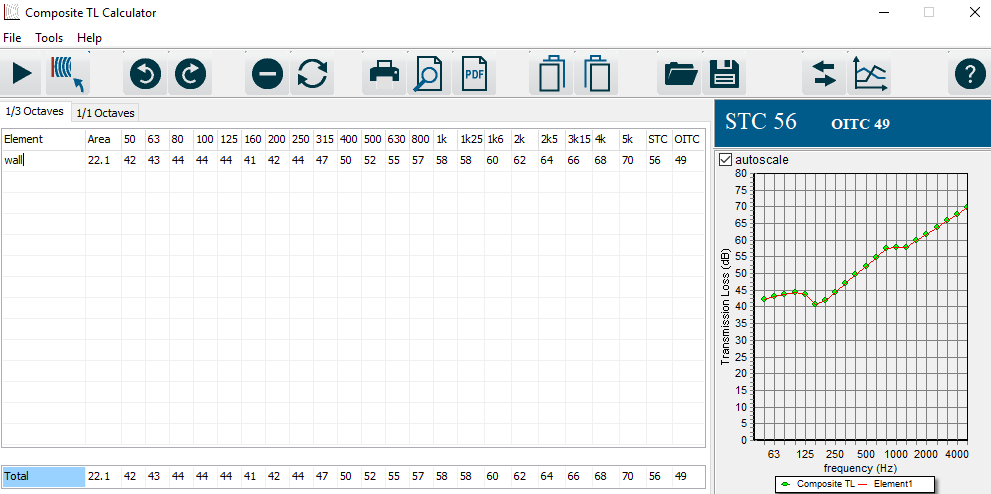 Composite TL Calculator
File Tools Help
PDF
?
1/3 Octaves 1/1 Octaves
Element Area 50 63 80 100 125 160 200 250 315 400 500 630 800 1k 1k25 1k6 2k 2k5 3k15 4k 5k STC OITC
wall 22.1 42 43 44 44 44 41 42 44 47 50 52 55 57 58 58 60 62 64 66 68 70 56 49
Total 22.1 42 43 44 44 44 41 42 44 47 50 52 55 57 58 58 60 62 64 66 68 70 56 49
STC 56 OITC 49
autoscale
80
75
70
65
60
55
50
45
40
35
30
25
20
15
10
5
0
Transmission Loss (dB)
63 125 250 500 1000 2000 4000
frequency (Hz)
Composite TL Element1